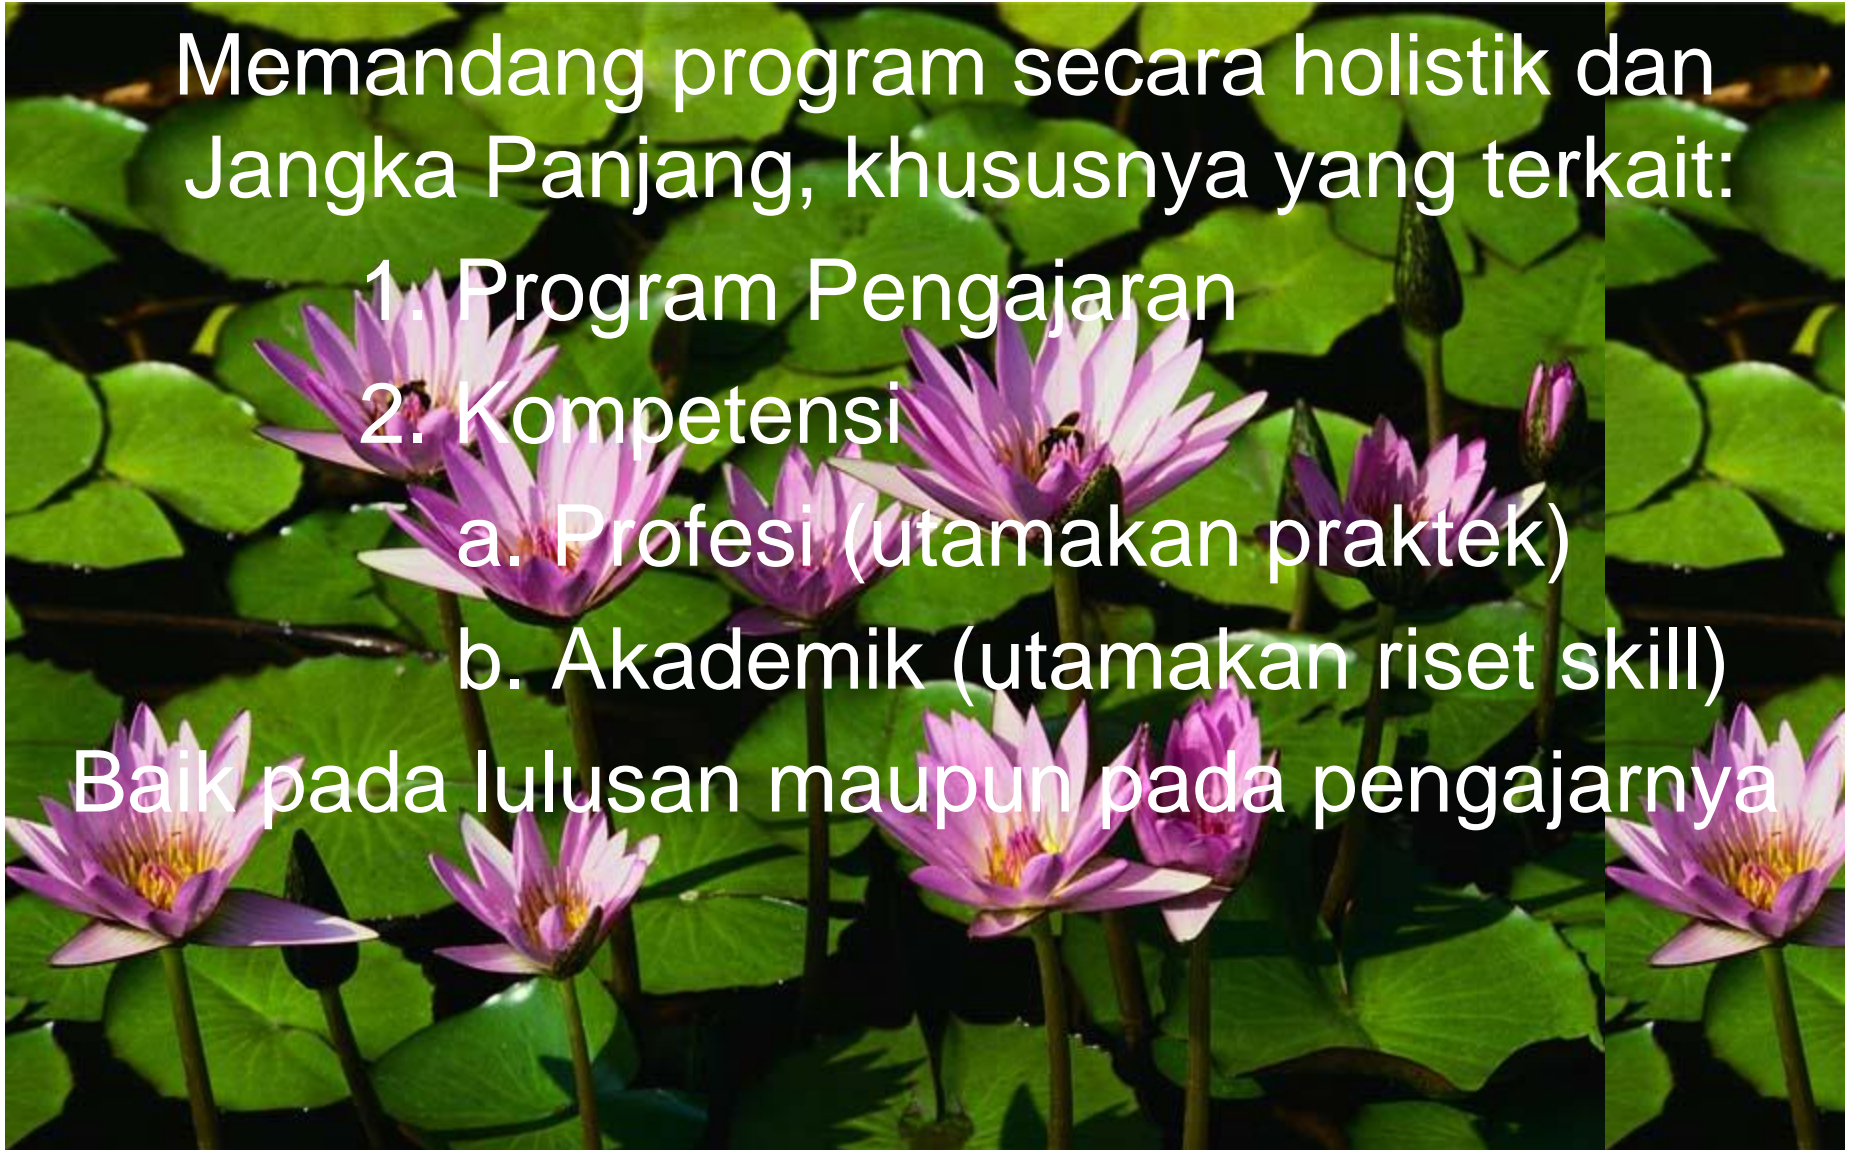 Memandang program secara holistik dan
Jangka Panjang, khususnya yang terkait:
1. Program Pengajaran
2. Kompetensi
a. Profesi (utamakan praktek)
b. Akademik (utamakan riset skill)
Baik pada lulusan maupun pada pengajarnya